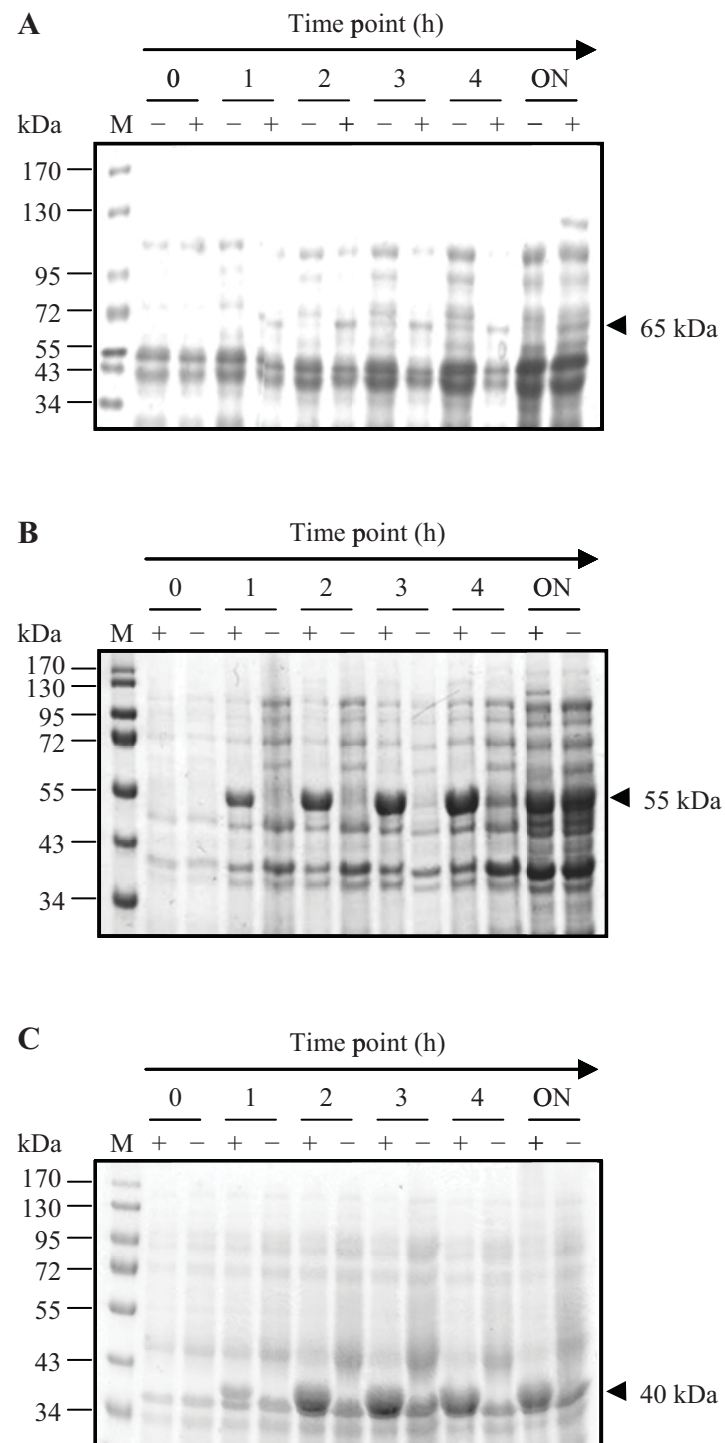 A
Time point (h)
0 1 2 3 4 ON
kDa M − + − + − + − + − + − +
170
130
95
72
55
43
34
65 kDa
B
Time point (h)
0 1 2 3 4 ON
kDa M + − + − + − + − + − + −
170
130
95
72
55
43
34
55 kDa
C
Time point (h)
0 1 2 3 4 ON
kDa M + − + − + − + − + − + −
170
130
95
72
55
43
34
40 kDa